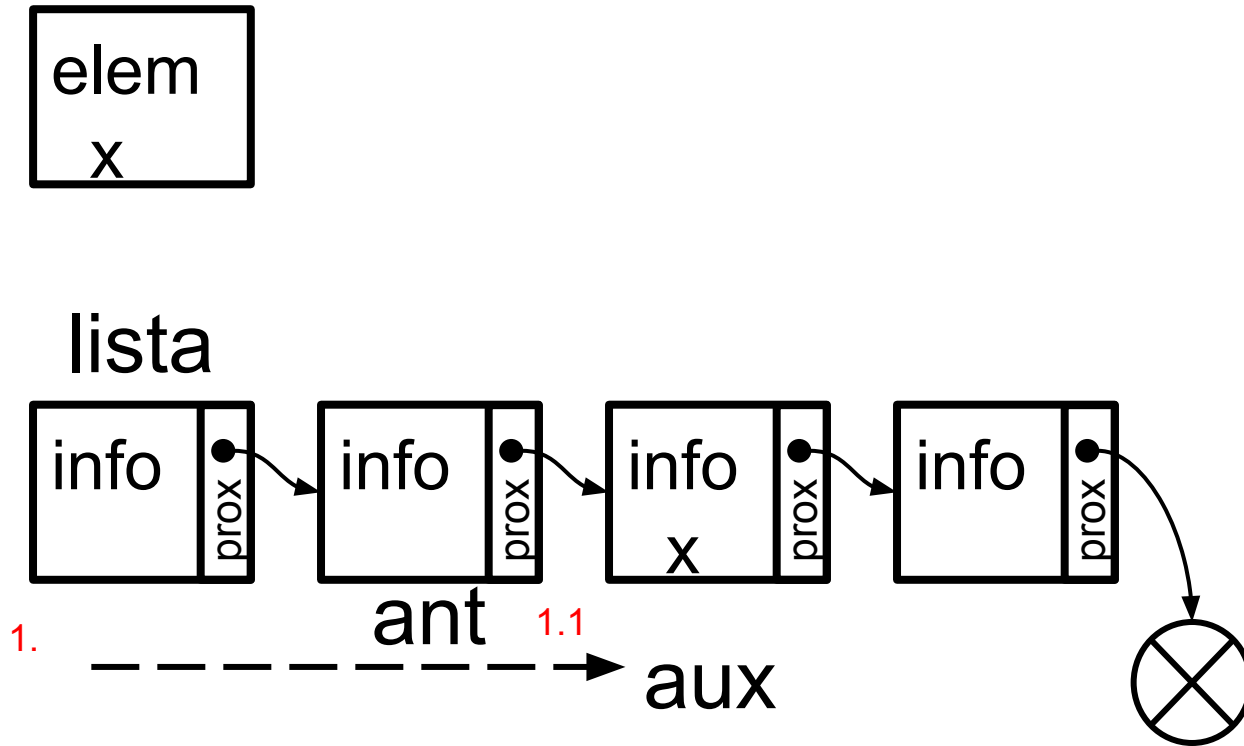 elem
x
lista
info prox info prox info prox info prox
x
ant 1.1
1.
aux